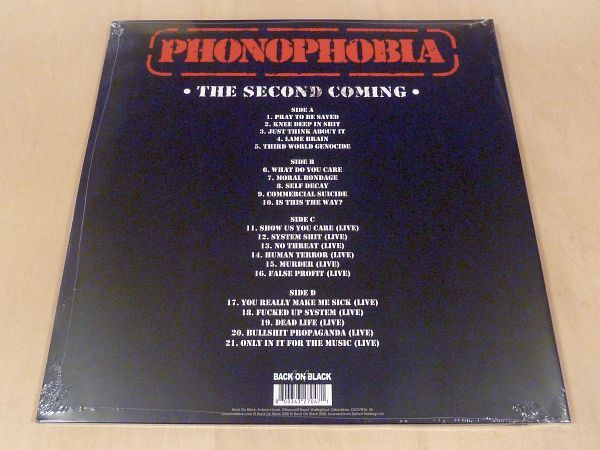 PHONOPHOBIA
• THE SECOND COMING •
SIDE A
1. PRAY TO BE SAVED
2. KNEE DEEP IN SHIT
3. JUST THINK ABOUT IT
4. LAME BRAIN
5. THIRD WORLD GENOCIDE
SIDE B
6. WHAT DO YOU CARE
7. MORAL BONDAGE
8. SELF DECAY
9. COMMERCIAL SUICIDE
10. IS THIS THE WAY?
SIDE C
11. SHOW US YOU CARE (LIVE)
12. SYSTEM SHIT (LIVE)
13. NO THREAT (LIVE)
14. HUMAN TERROR (LIVE)
15. MURDER (LIVE)
16. FALSE PROFIT (LIVE)
SIDE D
17. YOU REALLY MAKE ME SICK (LIVE)
18. FUCKED UP SYSTEM (LIVE)
19. DEAD LIFE (LIVE)
20. BULLSHIT PROPAGANDA (LIVE)
21. ONLY IN IT FOR THE MUSIC (LIVE)
BACK ON BLACK